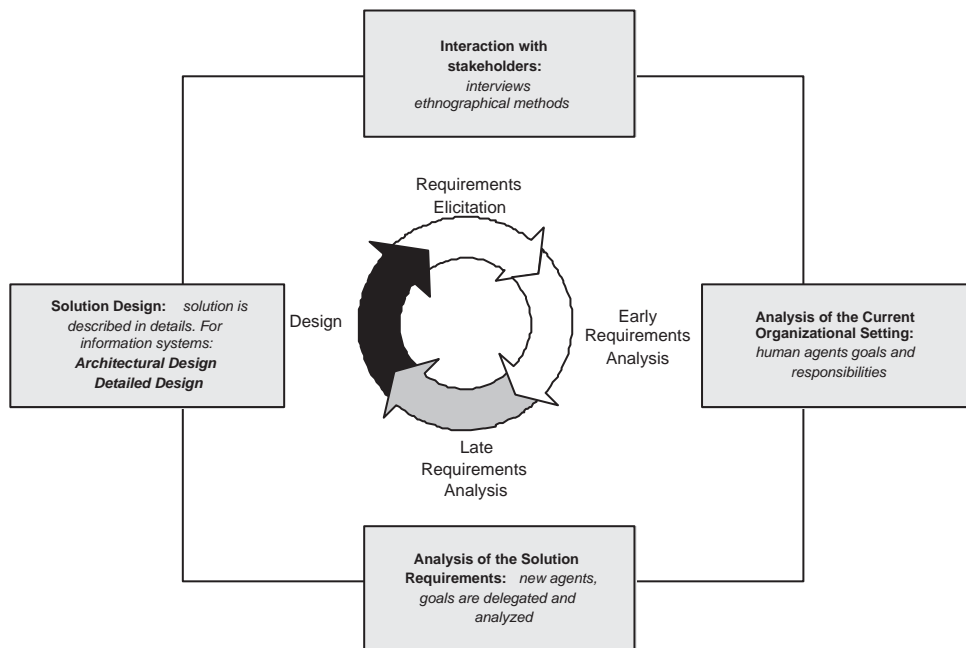 Interaction with
stakeholders:
interviews
ethnographical methods
Requirements
Elicitation
Solution Design: solution is
described in details. For
information systems:
Architectural Design
Detailed Design
Design
Early
Requirements
Analysis
Analysis of the Current
Organizational Setting:
human agents goals and
responsibilities
Late
Requirements
Analysis
Analysis of the Solution
Requirements: new agents,
goals are delegated and
analyzed